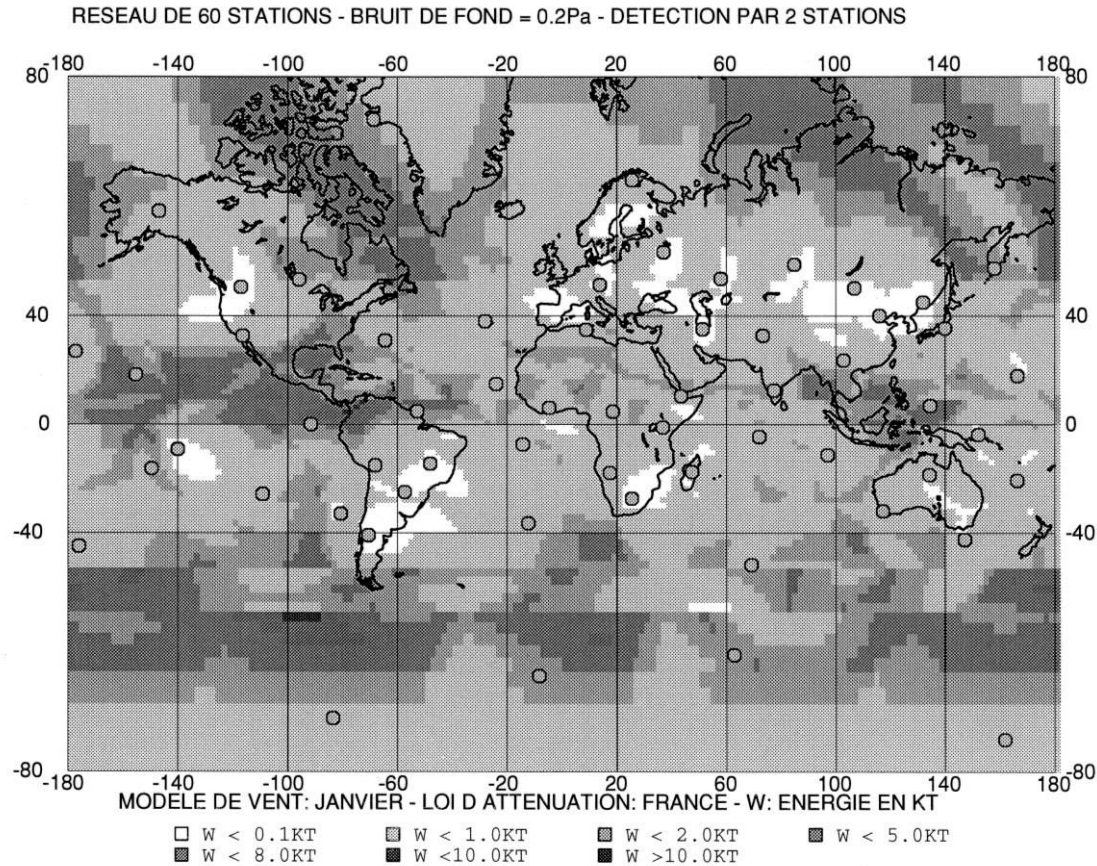 RESEAU DE 60 STATIONS - BRUIT DE FOND = 0.2Pa - DETECTION PAR 2 STATIONS
-180 -140 -100 -60 -20 20 60 100 140 180
80 80
40 40
0 0
-40 -40
-80 -80
-180 -140 -100 -60 -20 20 60 100 140 180
MODELE DE VENT: JANVIER - LOI D ATTENUATION: FRANCE - W: ENERGIE EN KT
W < 0.1KT W < 1.0KT W < 2.0KT W < 5.0KT
W < 8.0KT W <10.0KT W >10.0KT